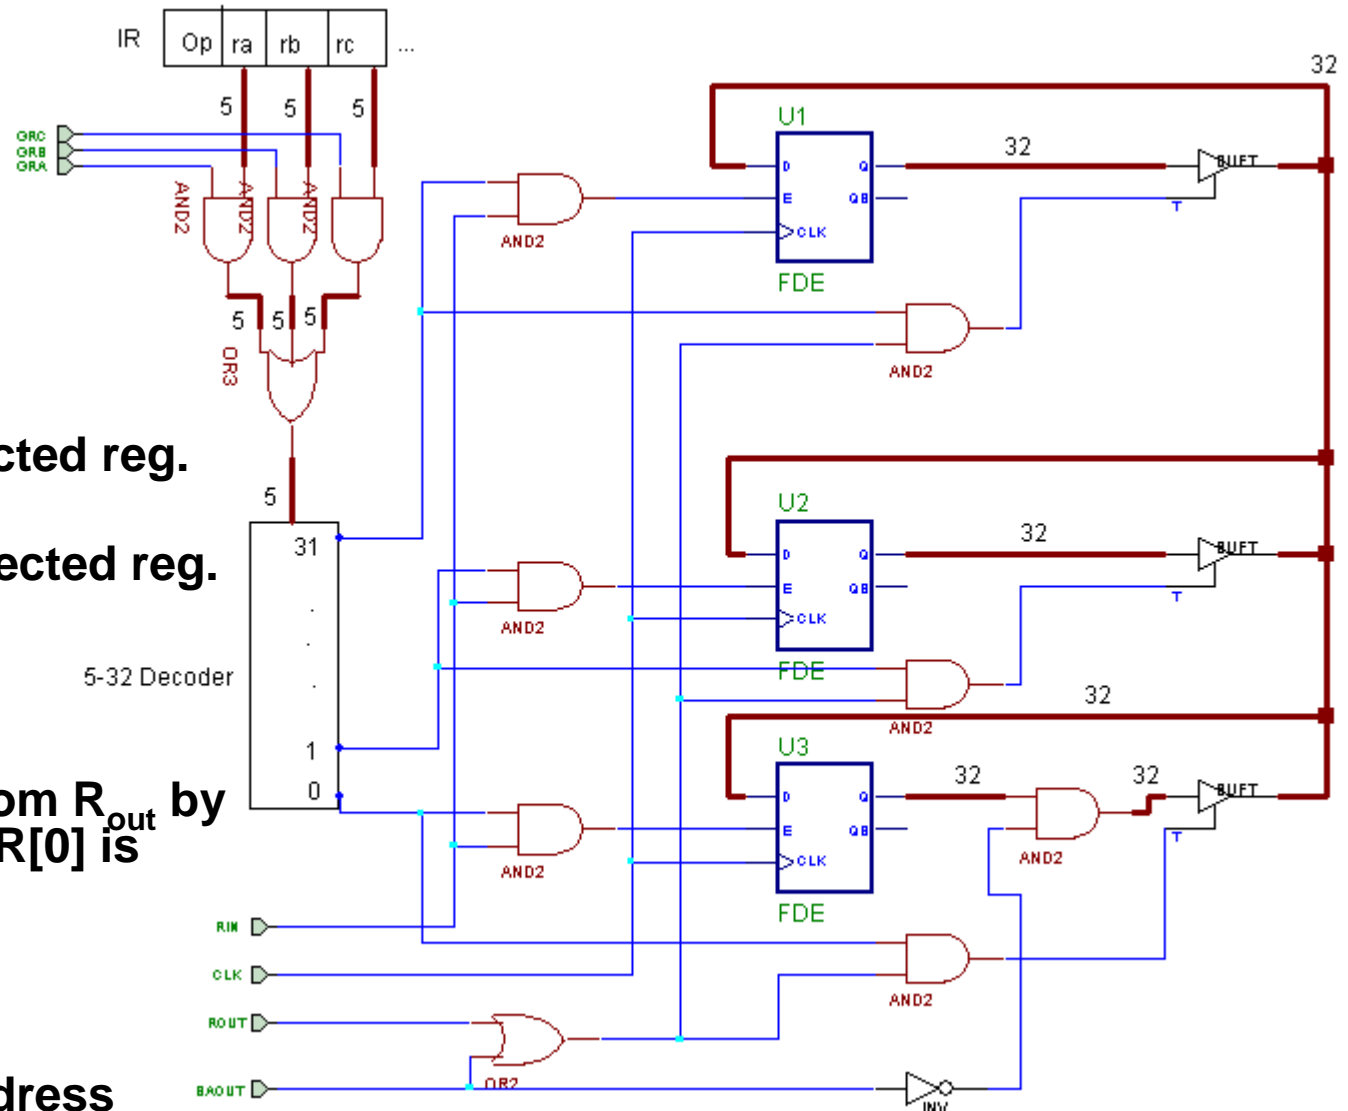 32
IR Op ra rb rc ...
5 5 5
U1
GRC
GRB
GRA
D Q 32 BUFT
AND2 AND2 AND2
E QB T
AND2
CLK
FDE
5 5 5
OR3
AND2
ected reg.
5
U2
31
ected reg.
D Q 32 BUFT
.
E QB T
AND2
CLK
.
5-32 Decoder
.
FDE
32
AND2
1
U3
0
om Rout by
D Q 32 32 BUFT
R[0] is
E QB T
AND2
AND2
CLK
FDE
RIN
CLK
AND2
ROUT
OR2
BAOUT
dress
INV